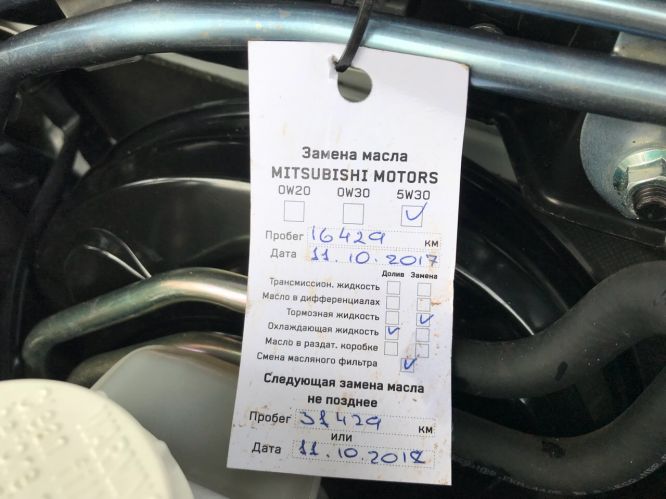 Замена масла
MITSUBISHI MOTORS
0W20 0W30 5W30
Пробег 16429 км
Дата 11.10.2017
Долив Замена
Трансмиссион. жидкость
Масло в дифференциалах
Тормозная жидкость
Охлаждающая жидкость
Масло в раздат. коробке
Смена масляного фильтра
Следующая замена масла
не позднее
Пробег 31429 км
или
Дата 11.10.2018